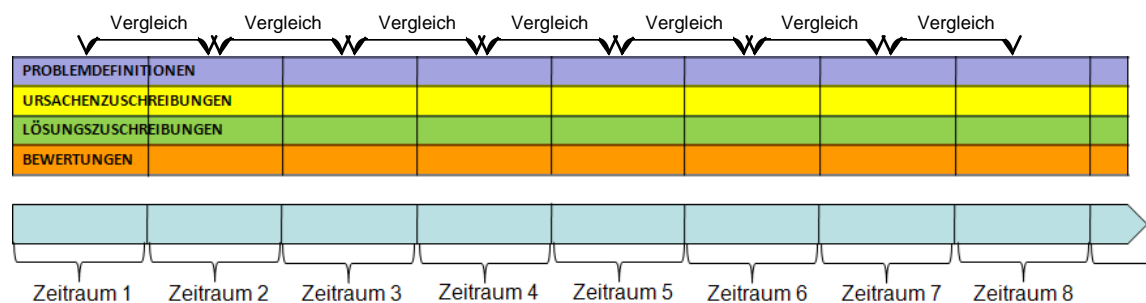 Vergleich Vergleich Vergleich Vergleich Vergleich Vergleich Vergleich
PROBLEMDEFINITIONEN
URSACHENZUSCHREIBUNGEN
LÖSUNGSZUSCHREIBUNGEN
BEWERTUNGEN
Zeitraum 1 Zeitraum 2 Zeitraum 3 Zeitraum 4 Zeitraum 5 Zeitraum 6 Zeitraum 7 Zeitraum 8